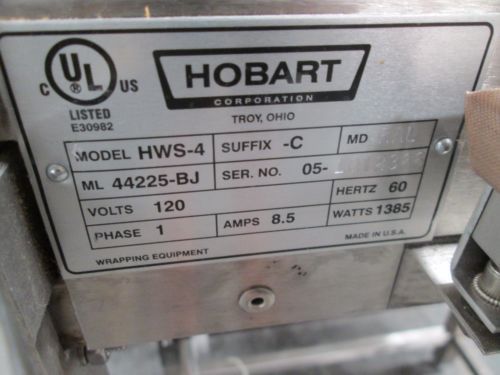 C UL ® US
LISTED
E30982
HOBART
CORPORATION
TROY, OHIO
MODEL HWS-4 SUFFIX -C MD
ML 44225-BJ SER. NO. 05-
VOLTS 120 HERTZ 60
PHASE 1 AMPS 8.5 WATTS 1385
WRAPPING EQUIPMENT MADE IN U.S.A.